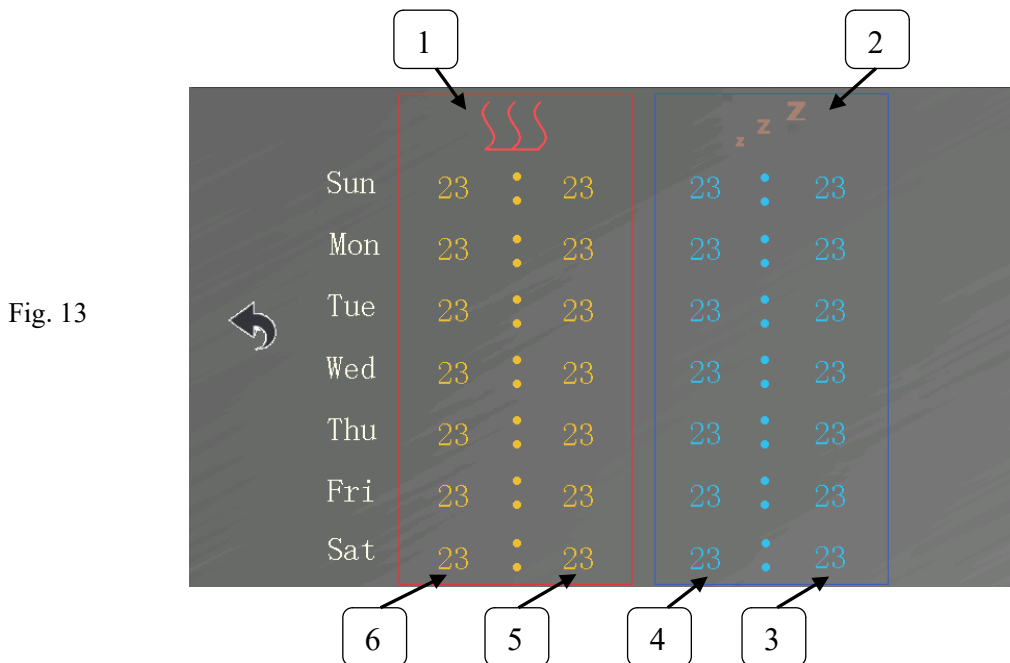 1 2
z z Z
Sun 23 : 23 23 : 23
Mon 23 : 23 23 : 23
Fig. 13
Tue 23 : 23 23 : 23
Wed 23 : 23 23 : 23
Thu 23 : 23 23 : 23
Fri 23 : 23 23 : 23
Sat 23 : 23 23 : 23
6 5 4 3